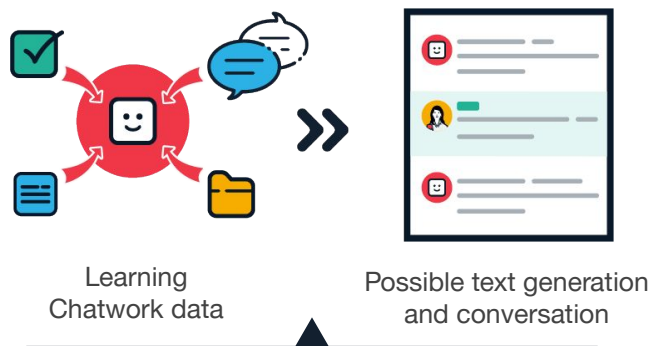 Learning
Chatwork data
Possible text generation
and conversation